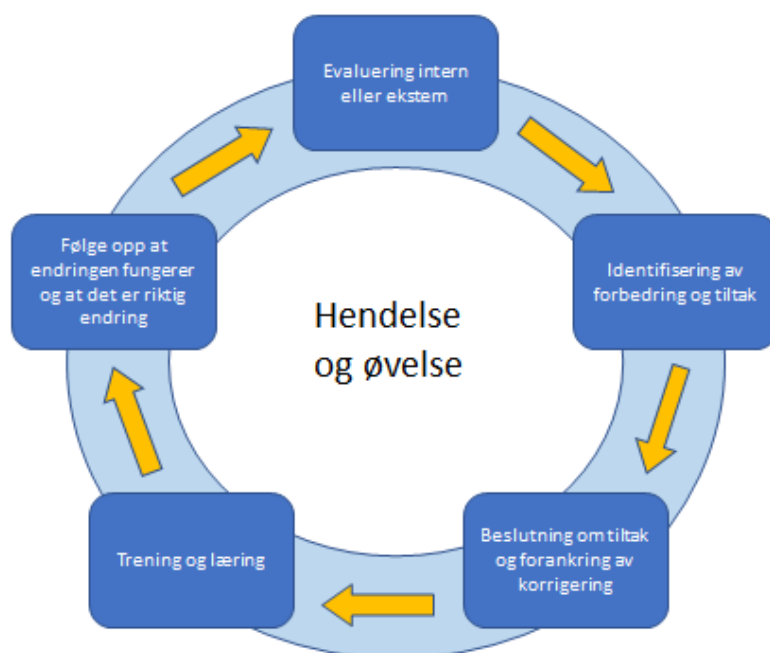 Evaluering intern
eller ekstern
Identifisering av
forbedring og tiltak
Beslutning om tiltak
og forankring av
korrigering
Trening og læring
Følge opp at
endringen fungerer
og at det er riktig
endring
Hendelse
og øvelse